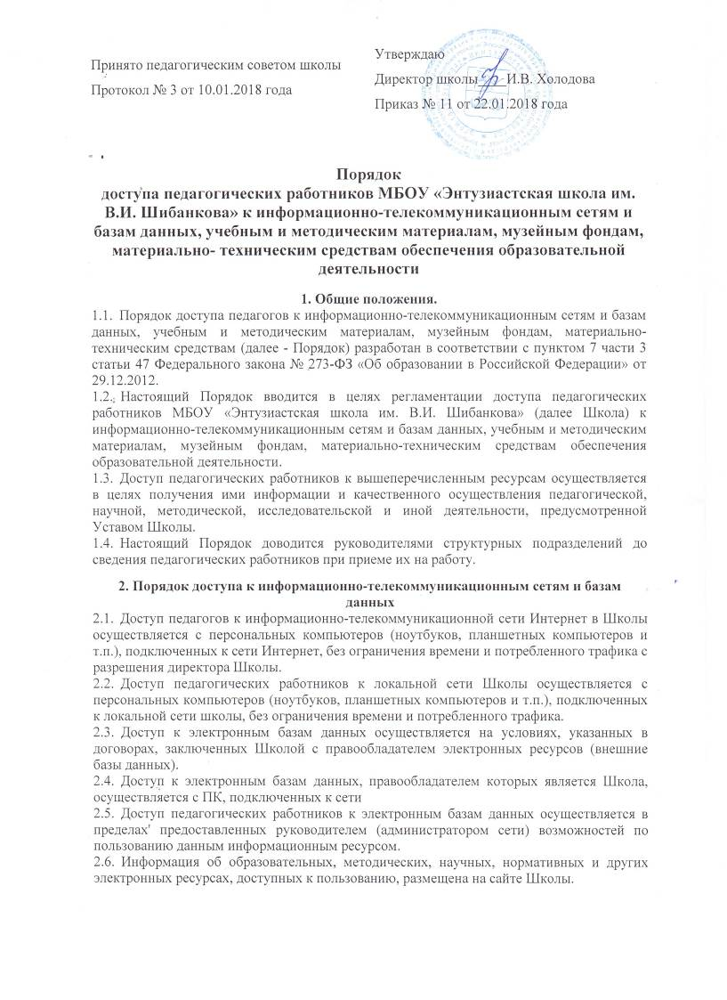 Принято педагогическим советом школы
Протокол № 3 от 10.01.2018 года
Утверждаю
Директор школы____И.В. Холодова
Приказ № 11 от 22.01.2018 года
Порядок
доступа педагогических работников МБОУ «Энтузиастская школа им.
В.И. Шибанкова» к информационно-телекоммуникационным сетям и
базам данных, учебным и методическим материалам, музейным фондам,
материально- техническим средствам обеспечения образовательной
деятельности
1. Общие положения.
1.1. Порядок доступа педагогов к информационно-телекоммуникационным сетям и базам
данных, учебным и методическим материалам, музейным фондам, материально-
техническим средствам (далее - Порядок) разработан в соответствии с пунктом 7 части 3
статьи 47 Федерального закона № 273-ФЗ «Об образовании в Российской Федерации» от
29.12.2012.
1.2. Настоящий Порядок вводится в целях регламентации доступа педагогических
работников МБОУ «Энтузиастская школа им. В.И. Шибанкова» (далее Школа) к
информационно-телекоммуникационным сетям и базам данных, учебным и методическим
материалам, музейным фондам, материально-техническим средствам обеспечения
образовательной деятельности.
1.3. Доступ педагогических работников к вышеперечисленным ресурсам осуществляется
в целях получения ими информации и качественного осуществления педагогической,
научной, методической, исследовательской и иной деятельности, предусмотренной
Уставом Школы.
1.4. Настоящий Порядок доводится руководителями структурных подразделений до
сведения педагогических работников при приеме их на работу.
2. Порядок доступа к информационно-телекоммуникационным сетям и базам
данных
2.1. Доступ педагогов к информационно-телекоммуникационной сети Интернет в Школы
осуществляется с персональных компьютеров (ноутбуков, планшетных компьютеров и
т.п.), подключенных к сети Интернет, без ограничения времени и потребленного трафика с
разрешения директора Школы.
2.2. Доступ педагогических работников к локальной сети Школы осуществляется с
персональных компьютеров (ноутбуков, планшетных компьютеров и т.п.), подключенных
к локальной сети школы, без ограничения времени и потребленного трафика.
2.3. Доступ к электронным базам данных осуществляется на условиях, указанных в
договорах, заключенных Школой с правообладателем электронных ресурсов (внешние
базы данных).
2.4. Доступ к электронным базам данных, правообладателем которых является Школа,
осуществляется с ПК, подключенных к сети
2.5. Доступ педагогических работников к электронным базам данных осуществляется в
пределах' предоставленных руководителем (администратором сети) возможностей по
пользованию данным информационным ресурсом.
2.6. Информация об образовательных, методических, научных, нормативных и других
электронных ресурсах, доступных к пользованию, размещена на сайте Школы.